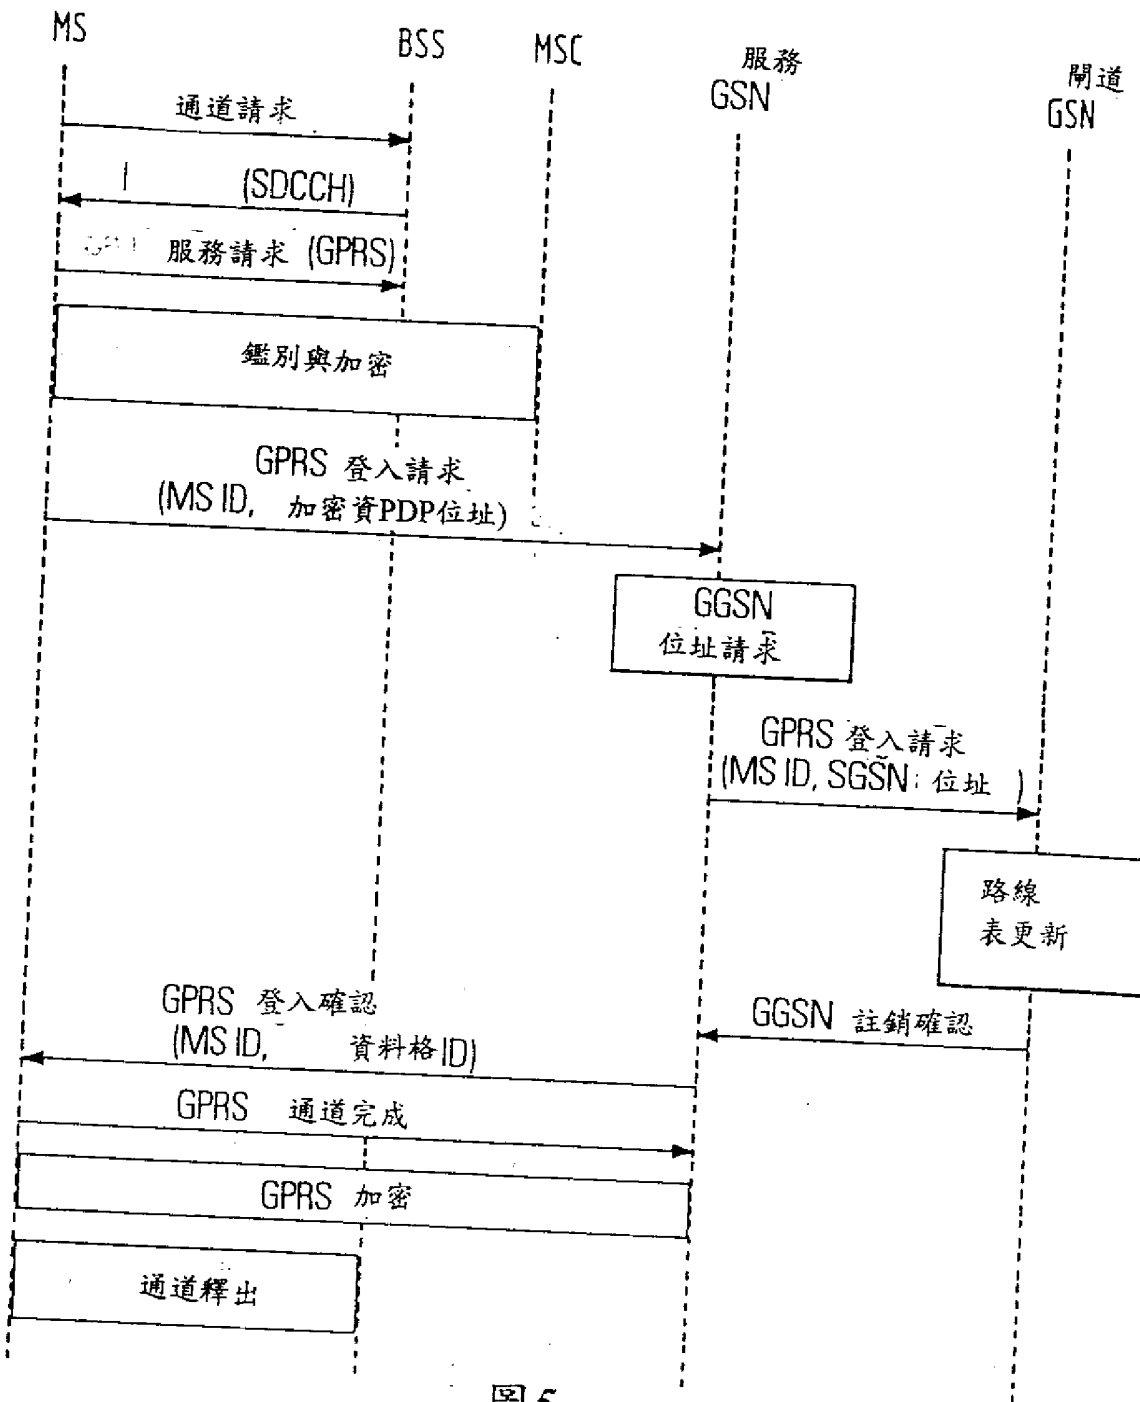 MS
BSS
MSC
服務
GSN
閘道
GSN
通道請求
(SDCCH)
服務請求 (GPRS)
鑑別與加密
GPRS 登入請求
(MS ID, 加密資PDP位址)
GGSN
位址請求
GPRS 登入請求
(MS ID, SGSN 位址 )
路線
表更新
GPRS 登入確認
(MS ID, 資料格ID)
GGSN 註銷確認
GPRS 通道完成
GPRS 加密
通道釋出
圖 5